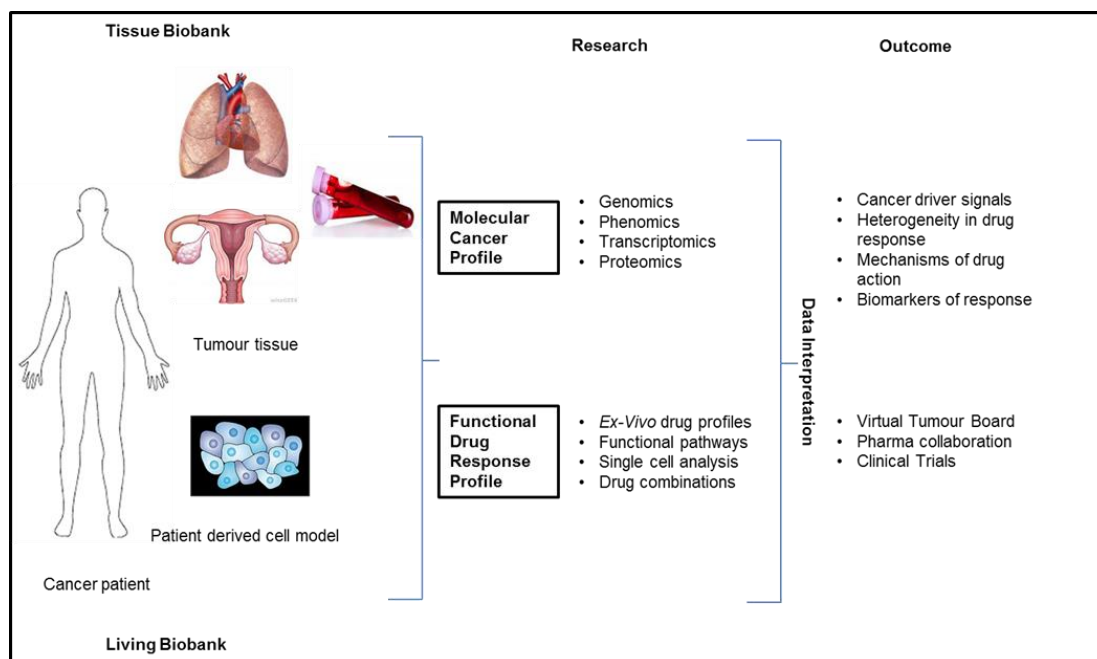 Tissue Biobank
Research
Outcome
Molecular
Cancer
Profile
• Genomics
• Phenomics
• Transcriptomics
• Proteomics
• Cancer driver signals
• Heterogeneity in drug
response
• Mechanisms of drug
action
• Biomarkers of response
Tumour tissue
Data Interpretation
Functional
Drug
Response
Profile
• Ex-Vivo drug profiles
• Functional pathways
• Single cell analysis
• Drug combinations
• Virtual Tumour Board
• Pharma collaboration
• Clinical Trials
Patient derived cell model
Cancer patient
Living Biobank